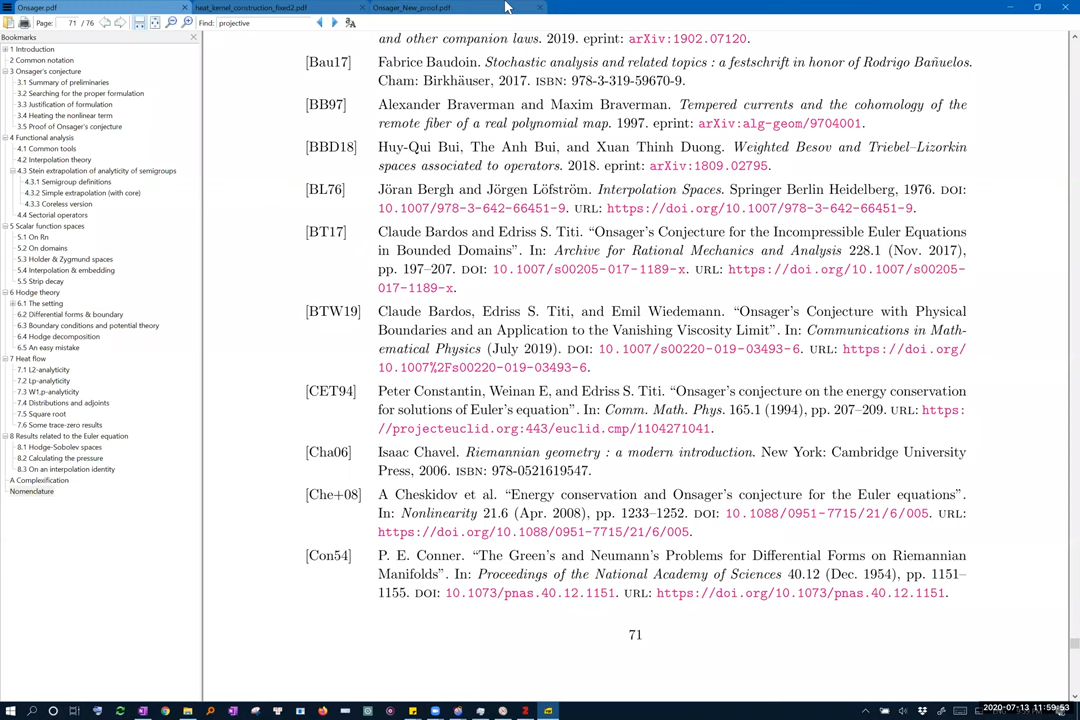 Onsager.pdf
heat_kernel_construction_fixed2.pdf
Onsager_New_proof.pdf
Page: 71 / 76
Find: projective
Bookmarks
1 Introduction
2 Common notation
3 Onsager's conjecture
3.1 Summary of preliminaries
3.2 Searching for the proper formulation
3.3 Justification of formulation
3.4 Heating the nonlinear term
3.5 Proof of Onsager's conjecture
4 Functional analysis
4.1 Common tools
4.2 Interpolation theory
4.3 Stein extrapolation of analyticity of semigroups
4.3.1 Semigroup definitions
4.3.2 Simple extrapolation (with core)
4.3.3 Coreless version
4.4 Sectorial operators
5 Scalar function spaces
5.1 On Rn
5.2 On domains
5.3 Holder & Zygmund spaces
5.4 Interpolation & embedding
5.5 Strip decay
6 Hodge theory
6.1 The setting
6.2 Differential forms & boundary
6.3 Boundary conditions and potential theory
6.4 Hodge decomposition
6.5 An easy mistake
7 Heat flow
7.1 L2-analyticity
7.2 Lp-analyticity
7.3 W1,p-analyticity
7.4 Distributions and adjoints
7.5 Square root
7.6 Some trace-zero results
8 Results related to the Euler equation
8.1 Hodge-Sobolev spaces
8.2 Calculating the pressure
8.3 On an interpolation identity
A Complexification
Nomenclature
and other companion laws. 2019. eprint: arXiv:1902.07120.
[Bau17] Fabrice Baudoin. Stochastic analysis and related topics : a festschrift in honor of Rodrigo Bañuelos.
Cham: Birkhäuser, 2017. ISBN: 978-3-319-59670-9.
[BB97] Alexander Braverman and Maxim Braverman. Tempered currents and the cohomology of the
remote fiber of a real polynomial map. 1997. eprint: arXiv:alg-geom/9704001.
[BBD18] Huy-Qui Bui, The Anh Bui, and Xuan Thinh Duong. Weighted Besov and Triebel–Lizorkin
spaces associated to operators. 2018. eprint: arXiv:1809.02795.
[BL76] Jöran Bergh and Jörgen Löfström. Interpolation Spaces. Springer Berlin Heidelberg, 1976. DOI:
10.1007/978-3-642-66451-9. URL: https://doi.org/10.1007/978-3-642-66451-9.
[BT17] Claude Bardos and Edriss S. Titi. “Onsager's Conjecture for the Incompressible Euler Equations
in Bounded Domains”. In: Archive for Rational Mechanics and Analysis 228.1 (Nov. 2017),
pp. 197–207. DOI: 10.1007/s00205-017-1189-x. URL: https://doi.org/10.1007/s00205-
017-1189-x.
[BTW19] Claude Bardos, Edriss S. Titi, and Emil Wiedemann. “Onsager's Conjecture with Physical
Boundaries and an Application to the Vanishing Viscosity Limit”. In: Communications in Math-
ematical Physics (July 2019). DOI: 10.1007/s00220-019-03493-6. URL: https://doi.org/
10.1007%2Fs00220-019-03493-6.
[CET94] Peter Constantin, Weinan E, and Edriss S. Titi. “Onsager's conjecture on the energy conservation
for solutions of Euler's equation”. In: Comm. Math. Phys. 165.1 (1994), pp. 207–209. URL: https:
//projecteuclid.org:443/euclid.cmp/1104271041.
[Cha06] Isaac Chavel. Riemannian geometry : a modern introduction. New York: Cambridge University
Press, 2006. ISBN: 978-0521619547.
[Che+08] A Cheskidov et al. “Energy conservation and Onsager's conjecture for the Euler equations”.
In: Nonlinearity 21.6 (Apr. 2008), pp. 1233–1252. DOI: 10.1088/0951-7715/21/6/005. URL:
https://doi.org/10.1088/0951-7715/21/6/005.
[Con54] P. E. Conner. “The Green's and Neumann's Problems for Differential Forms on Riemannian
Manifolds”. In: Proceedings of the National Academy of Sciences 40.12 (Dec. 1954), pp. 1151–
1155. DOI: 10.1073/pnas.40.12.1151. URL: https://doi.org/10.1073/pnas.40.12.1151.
71
2020-07-13 11:59:53